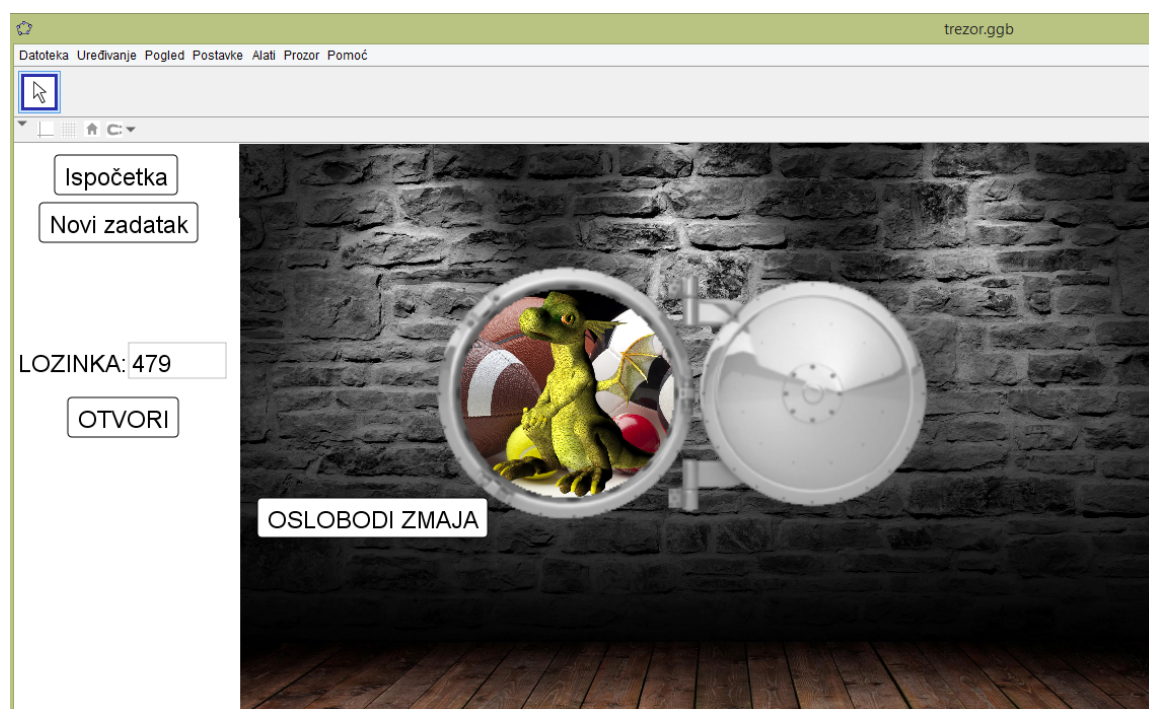 trezor.ggb
Datoteka Uređivanje Pogled Postavke Alati Prozor Pomoć
Ispočetka
Novi zadatak
LOZINKA: 479
OTVORI
OSLOBODI ZMAJA